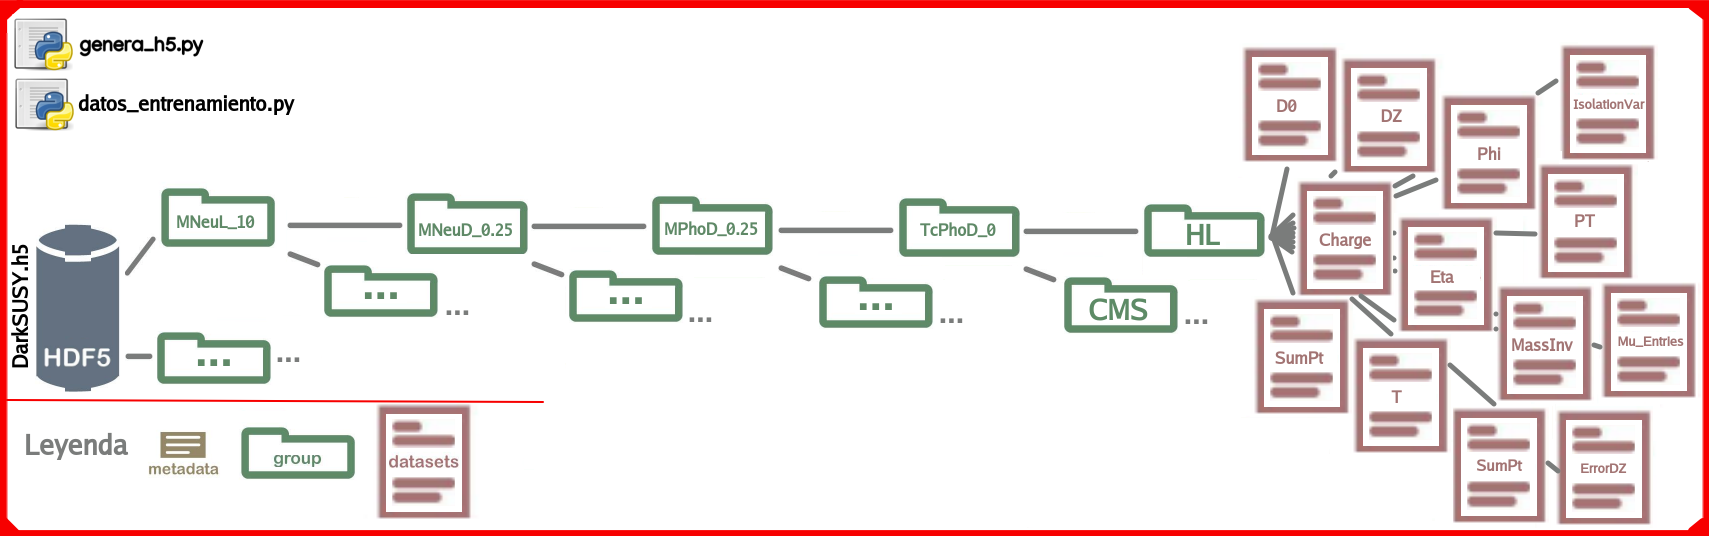 genera_h5.py
datos_entrenamiento.py
DarkSUSY.h5
HDF5
MNeuL_10
...
...
MNeuD_0.25
...
...
MPhoD_0.25
...
...
TcPhoD_0
...
...
HL
CMS
...
D0
DZ
Phi
IsolationVar
Charge
PT
Eta
SumPt
MassInv
Mu_Entries
T
SumPt
ErrorDZ
Leyenda
metadata
group
datasets